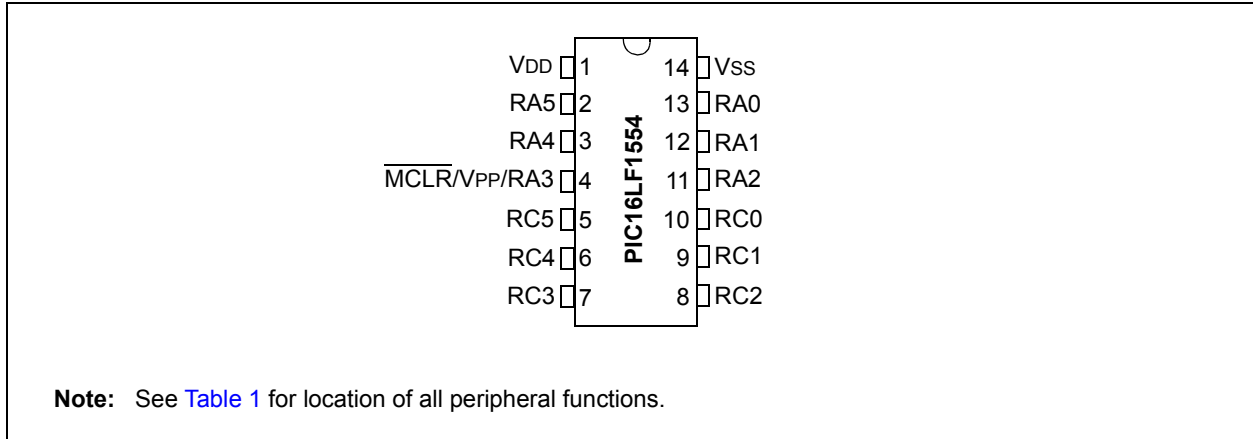 VDD 1 14 VSS
RA5 2 13 RA0
RA4 3 12 RA1
MCLR/VPP/RA3 4 11 RA2
RC5 5 10 RC0
RC4 6 9 RC1
RC3 7 8 RC2
PIC16LF1554
Note: See Table 1 for location of all peripheral functions.